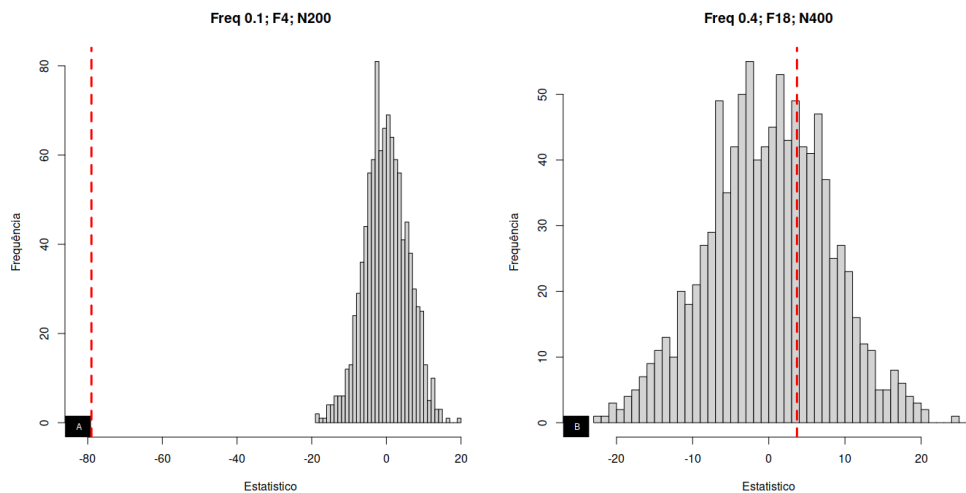 Freq 0.1; F4; N200
Frequência
80
60
40
20
0
A
-80 -60 -40 -20 0 20
Estatistico
Freq 0.4; F18; N400
Frequência
50
40
30
20
10
0
B
-20 -10 0 10 20
Estatistico